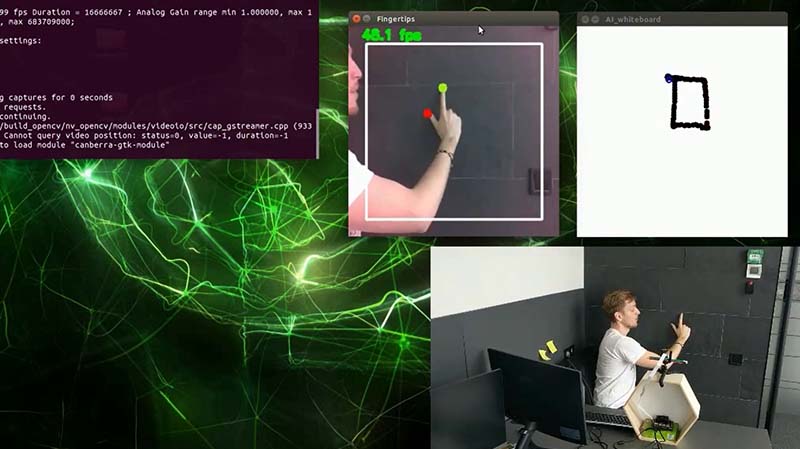 99 fps Duration = 16666667 ; Analog Gain range min 1.000000, max 1
, max 683709000;
settings:
g captures for 0 seconds
requests.
continuing.
/build_opencv/nv_opencv/modules/videoio/src/cap_gstreamer.cpp (933
Cannot query video position: status=0, value=-1, duration=-1
to load module "canberra-gtk-module"
Fingertips
48.1 fps
AI_whiteboard